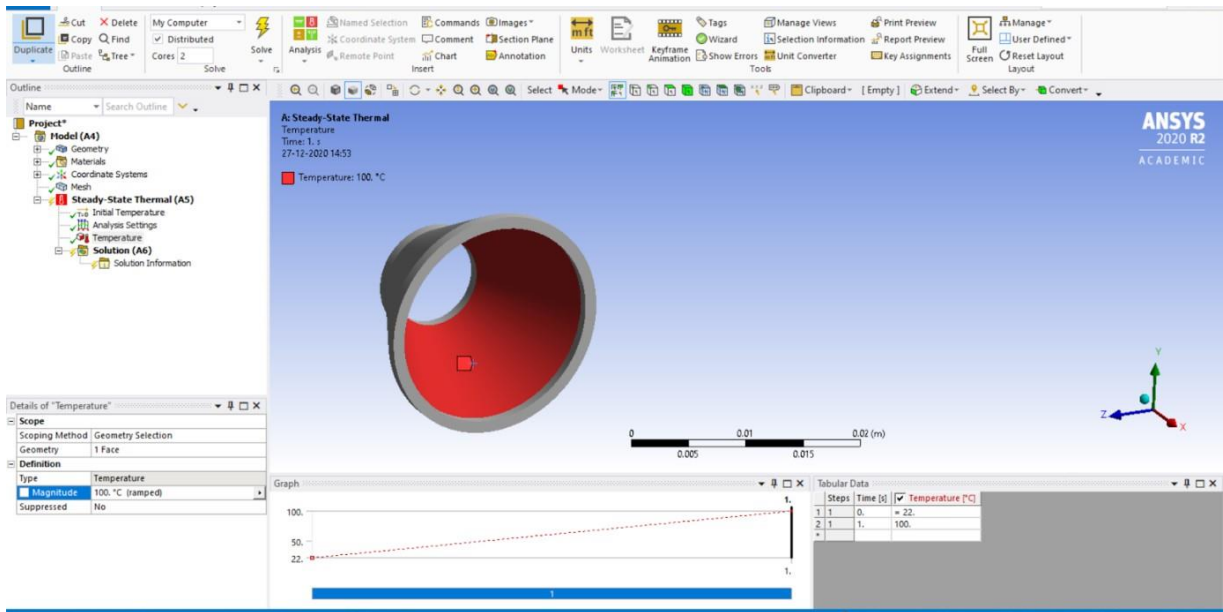 Cut Delete My Computer Named Selection Commands Images Tags Manage Views Print Preview Manage
Copy Find Distributed Coordinate System Comment Section Plane Wizard Selection Information Report Preview User Defined
Duplicate Paste Tree Cores 2 Solve Analysis Remote Point Chart Annotation Units Worksheet Keyframe Animation Show Errors Unit Converter Key Assignments Full Screen Reset Layout
Outline Solve Insert Tools Layout
Outline
Name Search Outline
Select Mode Clipboard [ Empty ] Extend Select By Convert
Project*
Model (A4)
Geometry
Materials
Coordinate Systems
Mesh
Steady-State Thermal (A5)
T=0 Initial Temperature
Analysis Settings
Temperature
Solution (A6)
Solution Information
A: Steady-State Thermal
Temperature
Time: 1. s
27-12-2020 14:53
Temperature: 100. °C
ANSYS
2020 R2
ACADEMIC
0 0.01 0.02 (m)
0.005 0.015
Y
Z
X
Details of "Temperature"
Scope
Scoping Method Geometry Selection
Geometry 1 Face
Definition
Type Temperature
Magnitude 100. °C (ramped)
Suppressed No
Graph
1.
100.
50.
22.
1.
1
Tabular Data
Steps Time [s] Temperature [°C]
1 1 0. = 22.
2 1 1. 100.
*